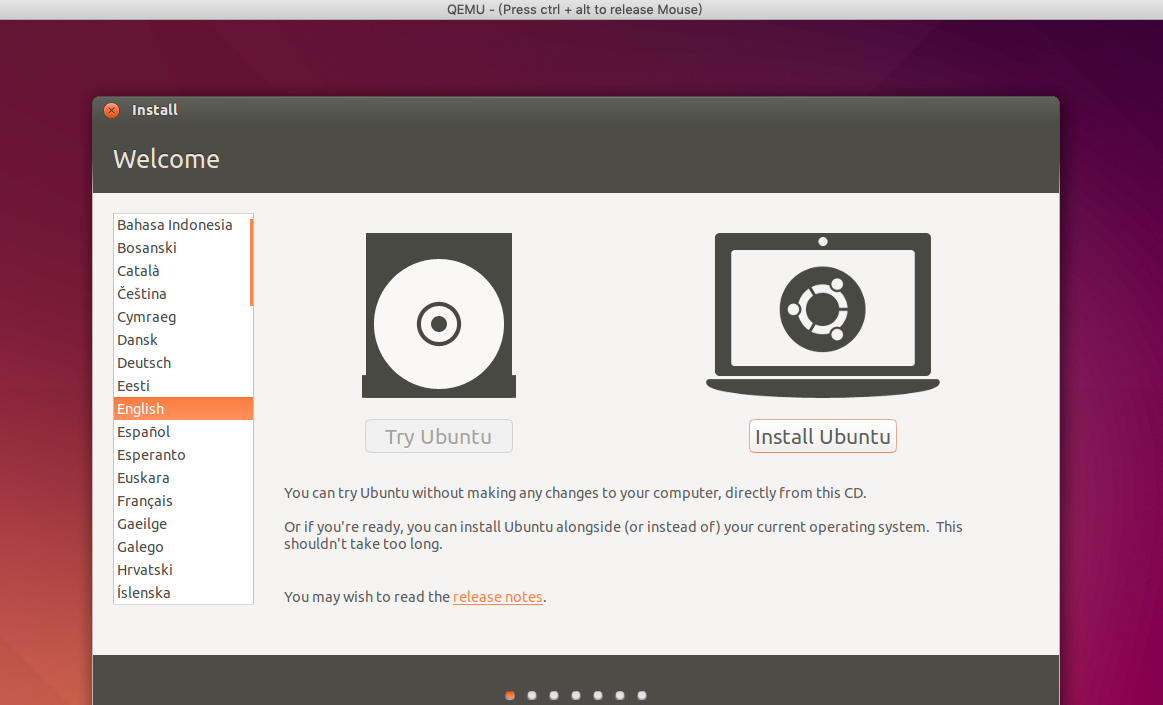 QEMU - (Press ctrl + alt to release Mouse)
Install
Welcome
Bahasa Indonesia
Bosanski
Català
Čeština
Cymraeg
Dansk
Deutsch
Eesti
English
Español
Esperanto
Euskara
Français
Gaeilge
Galego
Hrvatski
Íslenska
Try Ubuntu
Install Ubuntu
You can try Ubuntu without making any changes to your computer, directly from this CD.
Or if you're ready, you can install Ubuntu alongside (or instead of) your current operating system.  This
shouldn't take too long.
You may wish to read the release notes.